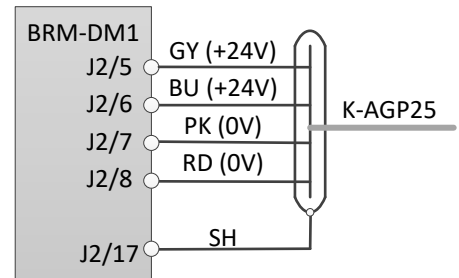 BRM-DM1
J2/5 GY (+24V)
J2/6 BU (+24V)
J2/7 PK (0V)
J2/8 RD (0V)
K-AGP25
J2/17 SH